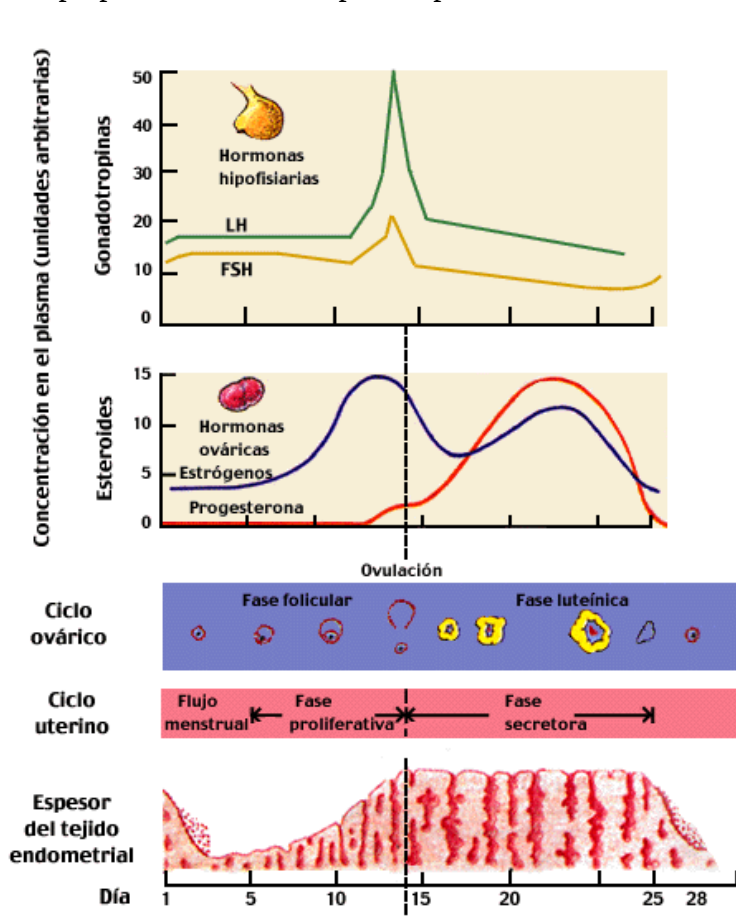 Concentración en el plasma (unidades arbitrarias)
Gonadotropinas
50
40
30
20
10
0
Hormonas
hipofisiarias
LH
FSH
Esteroides
15
10
5
0
Hormonas
ováricas
Estrógenos
Progesterona
Ovulación
Ciclo
ovárico
Fase folicular
Fase luteínica
Ciclo
uterino
Flujo
menstrual
Fase
proliferativa
Fase
secretora
Espesor
del tejido
endometrial
Día
1 5 10 15 20 25 28